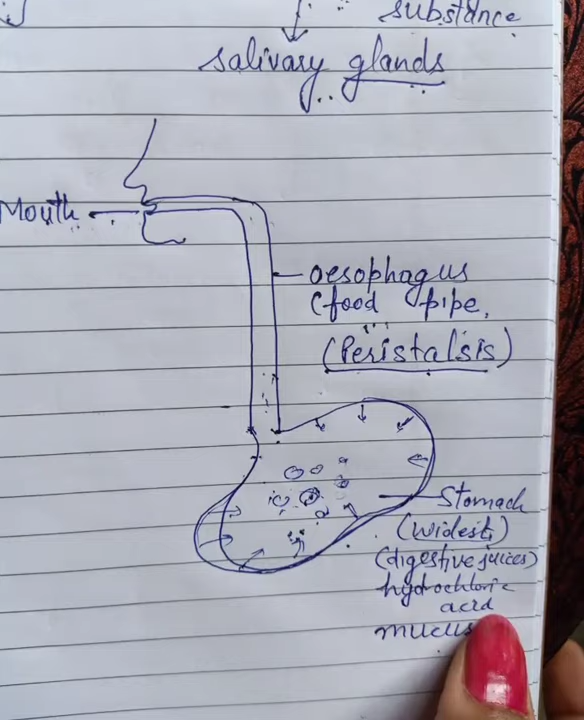 substance
salivary glands
Mouth
oesophagus
(food pipe,
(Peristalsis)
Stomach
(widest)
(digestive juices)
hydrochloric
acid
mucus